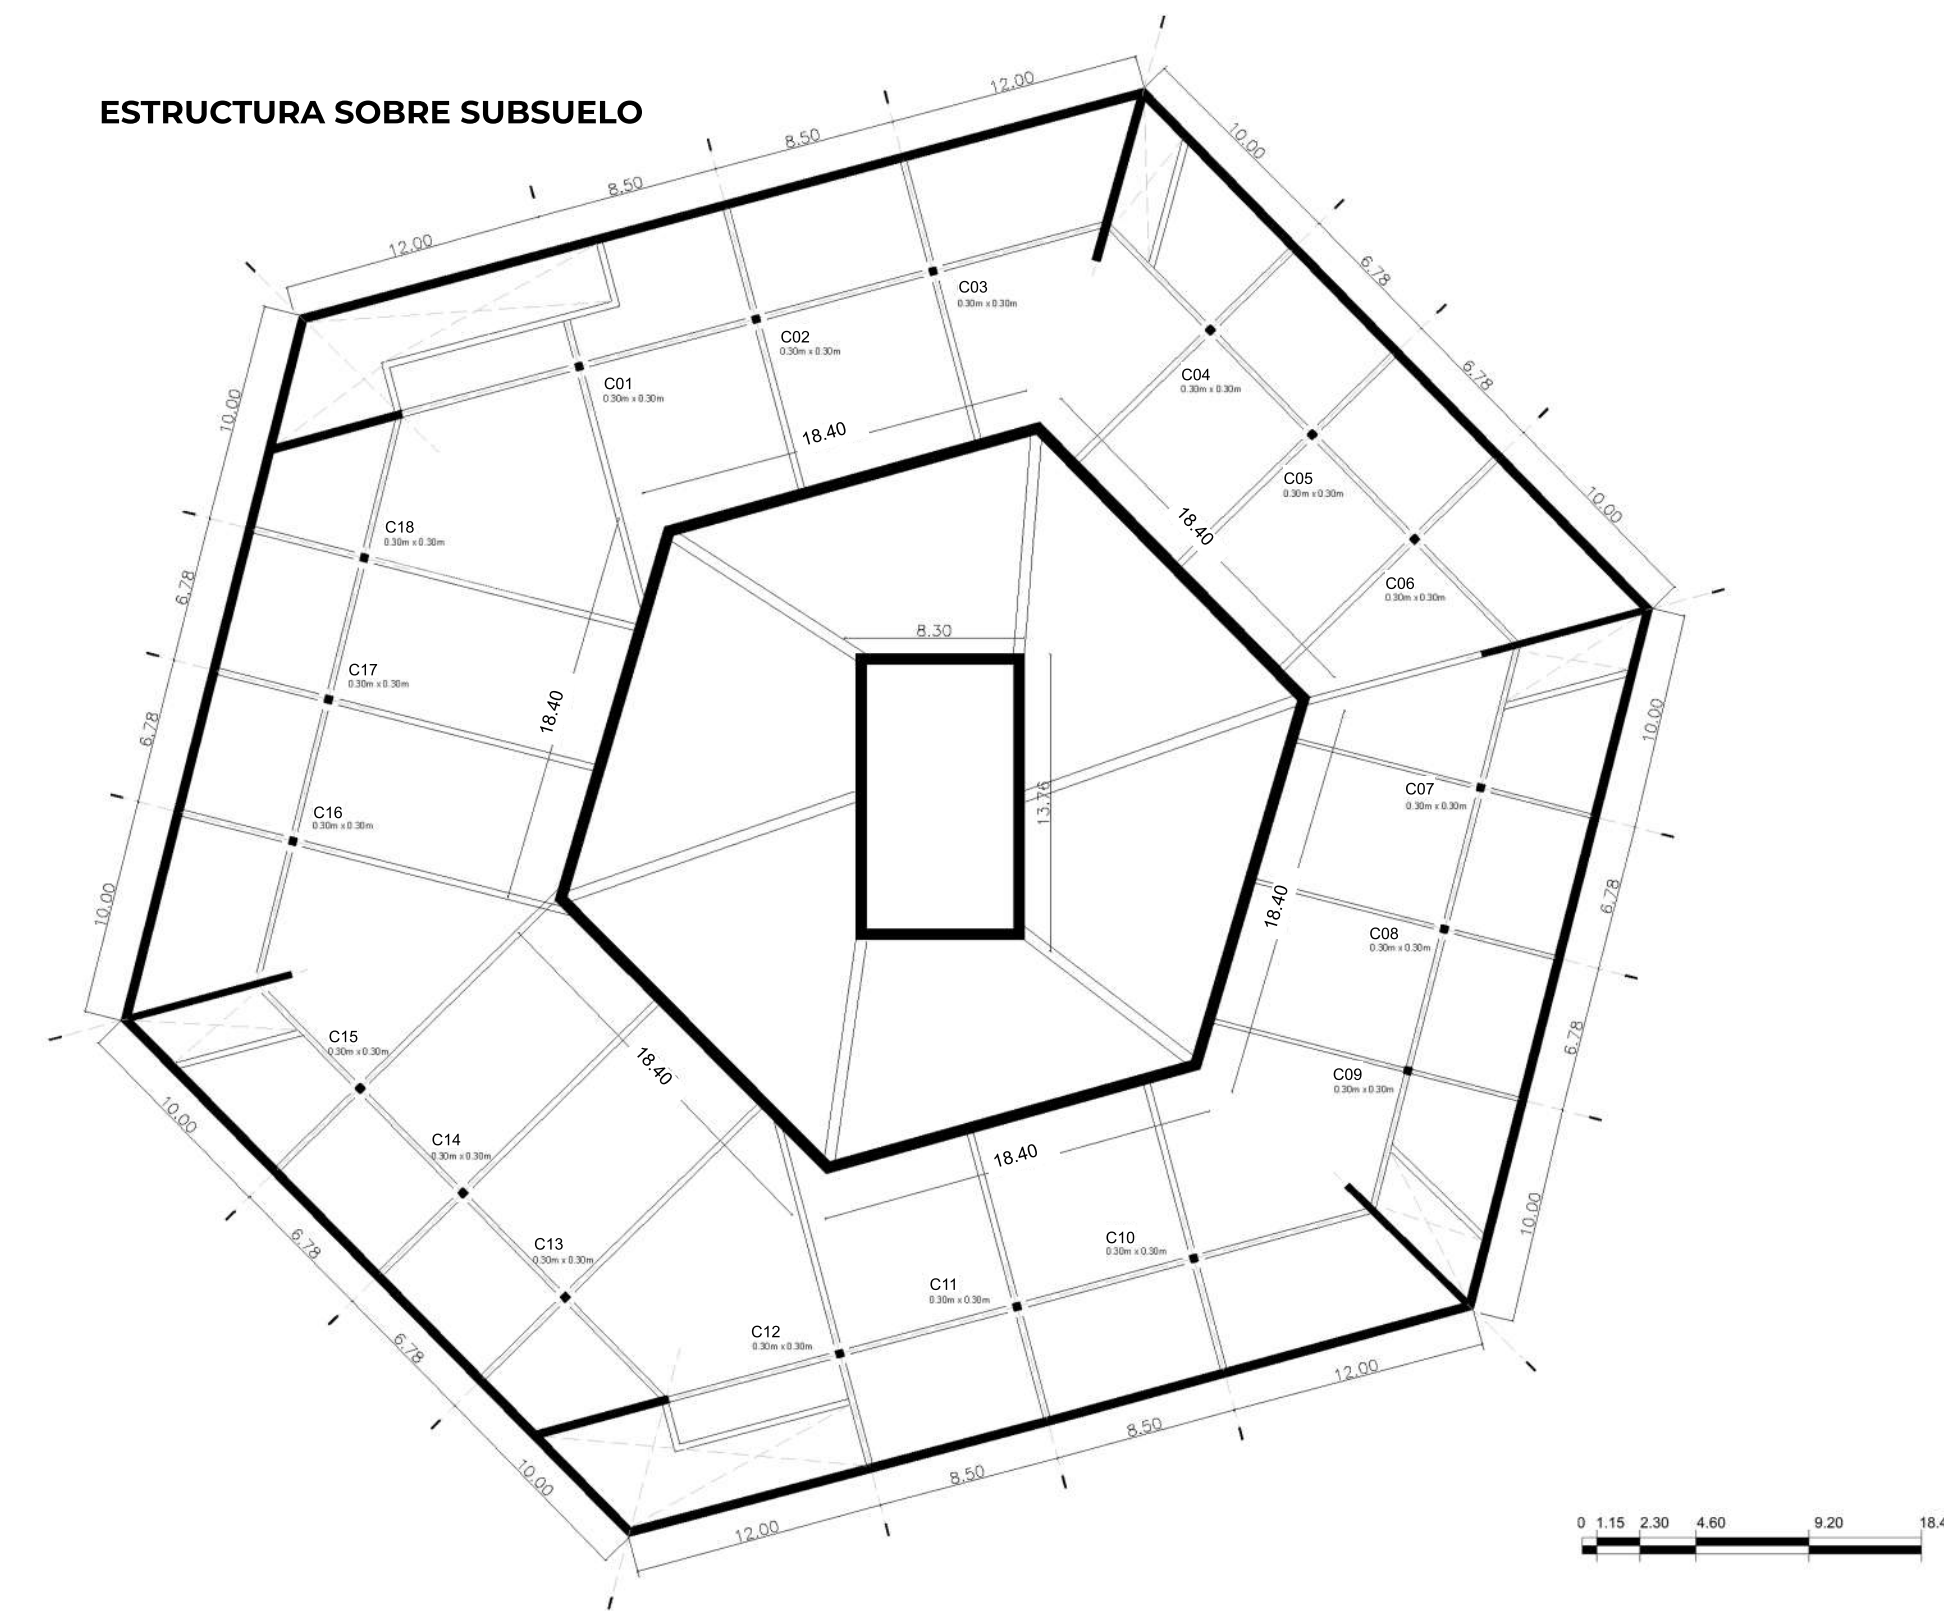 ESTRUCTURA SOBRE SUBSUELO
12.00
8.50
8.50
12.00
10.00
6.78
6.78
10.00
10.00
6.78
6.78
10.00
12.00
8.50
8.50
12.00
10.00
6.78
6.78
10.00
10.00
6.78
6.78
10.00
C01
0.30m x 0.30m
C02
0.30m x 0.30m
C03
0.30m x 0.30m
C04
0.30m x 0.30m
C05
0.30m x 0.30m
C06
0.30m x 0.30m
C07
0.30m x 0.30m
C08
0.30m x 0.30m
C09
0.30m x 0.30m
C10
0.30m x 0.30m
C11
0.30m x 0.30m
C12
0.30m x 0.30m
C13
0.30m x 0.30m
C14
0.30m x 0.30m
C15
0.30m x 0.30m
C16
0.30m x 0.30m
C17
0.30m x 0.30m
C18
0.30m x 0.30m
18.40
18.40
18.40
18.40
18.40
18.40
8.30
13.76
0 1.15 2.30 4.60 9.20 18.4